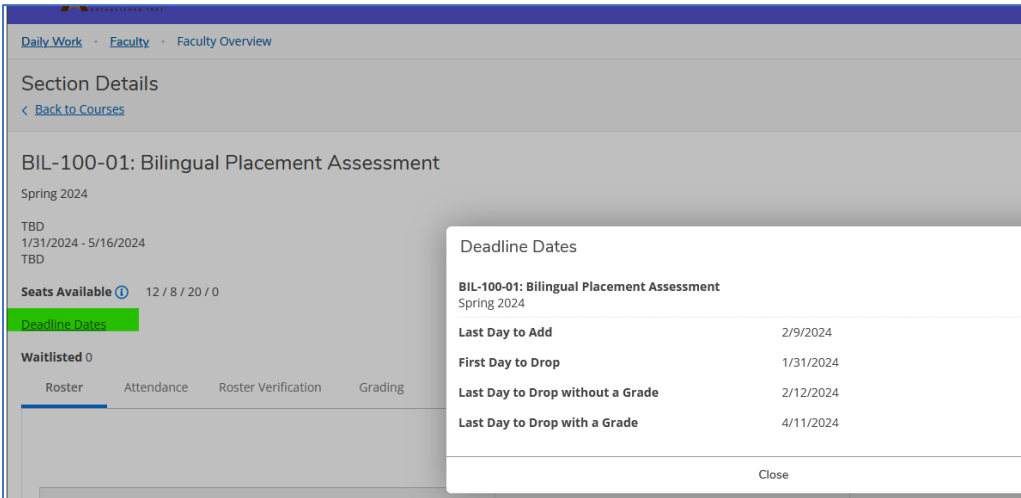 Daily Work · Faculty · Faculty Overview
Section Details
< Back to Courses
BIL-100-01: Bilingual Placement Assessment
Spring 2024
TBD
1/31/2024 - 5/16/2024
TBD
Seats Available 12 / 8 / 20 / 0
Deadline Dates
Waitlisted 0
Roster Attendance Roster Verification Grading
Deadline Dates
BIL-100-01: Bilingual Placement Assessment
Spring 2024
Last Day to Add 2/9/2024
First Day to Drop 1/31/2024
Last Day to Drop without a Grade 2/12/2024
Last Day to Drop with a Grade 4/11/2024
Close